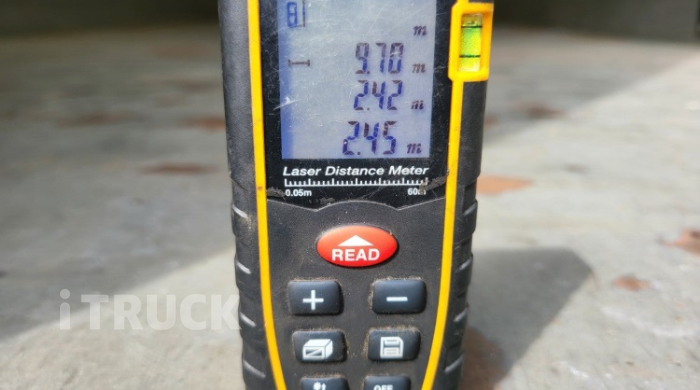 m
9.70 m
2.42 m
2.45 m
Laser Distance Meter
0.05m 60m
READ
+ -
OFF
iTRUCK